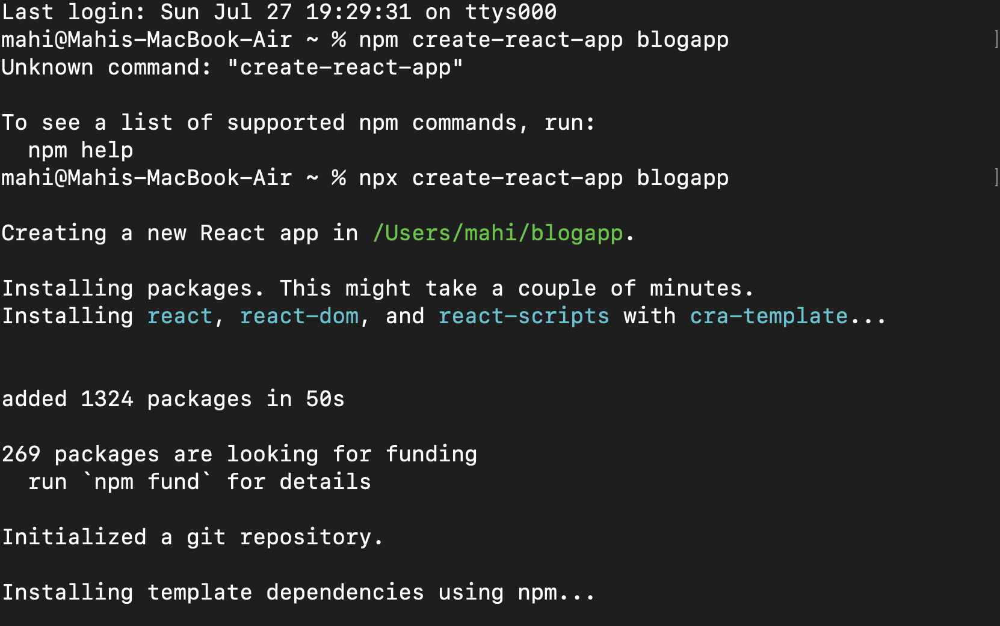 Last login: Sun Jul 27 19:29:31 on ttys000
mahi@Mahis-MacBook-Air ~ % npm create-react-app blogapp
Unknown command: "create-react-app"
To see a list of supported npm commands, run:
  npm help
mahi@Mahis-MacBook-Air ~ % npx create-react-app blogapp
Creating a new React app in /Users/mahi/blogapp.
Installing packages. This might take a couple of minutes.
Installing react, react-dom, and react-scripts with cra-template...
added 1324 packages in 50s
269 packages are looking for funding
  run `npm fund` for details
Initialized a git repository.
Installing template dependencies using npm...